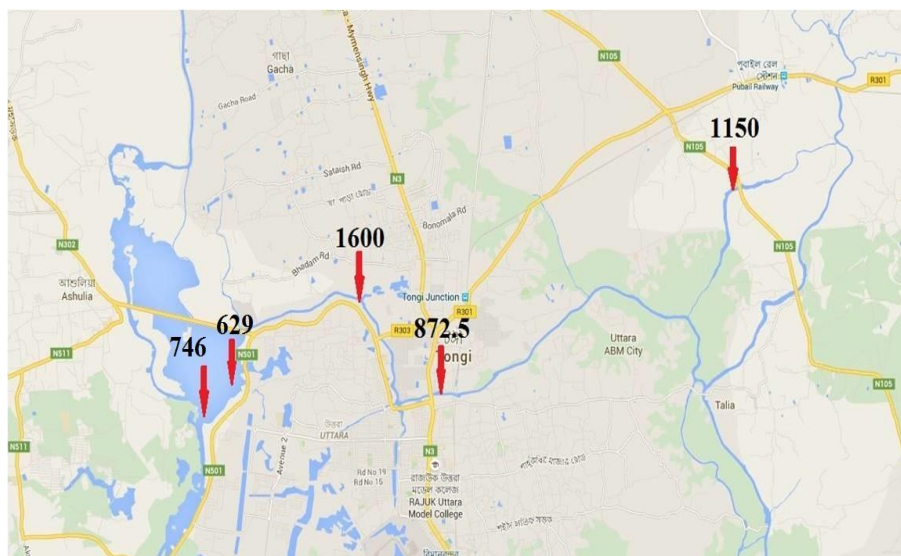 a - Mymensingh Hwy
গাছা
Gacha
Gacha Road
N105
পুবাইল রেল
স্টেশন
Pubail Railway
R301
1150
N105
Sataish Rd
N3
Bonomala Rd
1600
N302
Bhadam Rd
আশুলিয়া
Ashulia
N105
Tongi Junction
R301
629
R303
872.5
746
N501
Tongi
Uttara
ABM City
N511
N105
Talia
উত্তরা
UTTARA
Avenue 2
N511
N501
N3
Rd No 19
Rd No 15
রাজউক উত্তরা
মডেল কলেজ
RAJUK Uttara
Model College